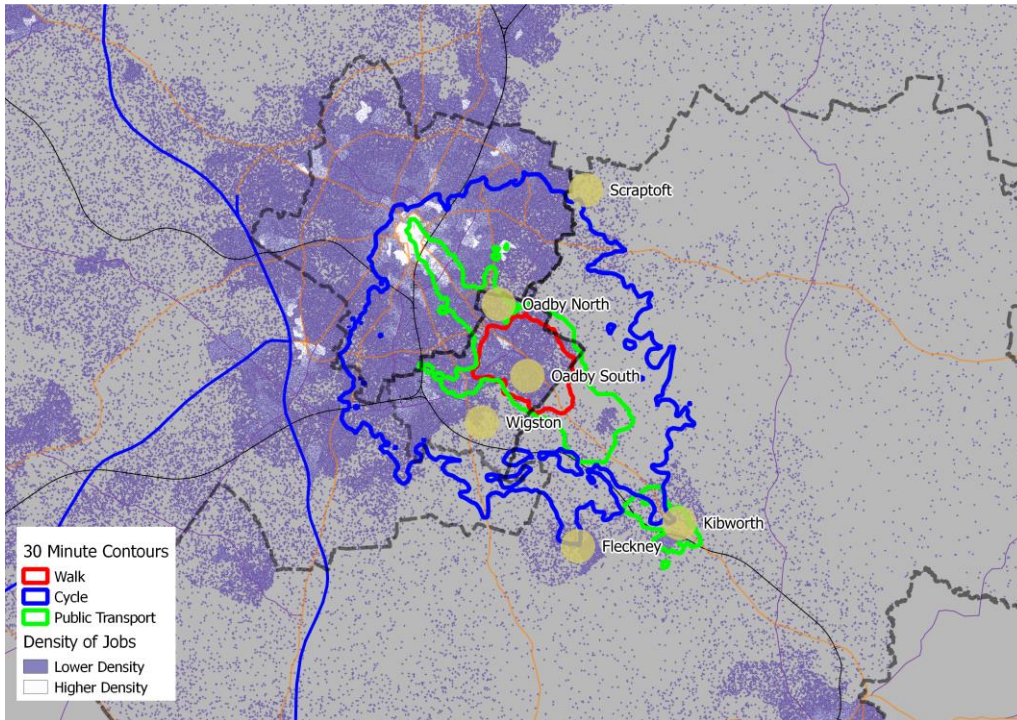 Scraptoft
Oadby North
Oadby South
Wigston
Kibworth
Fleckney
30 Minute Contours
Walk
Cycle
Public Transport
Density of Jobs
Lower Density
Higher Density